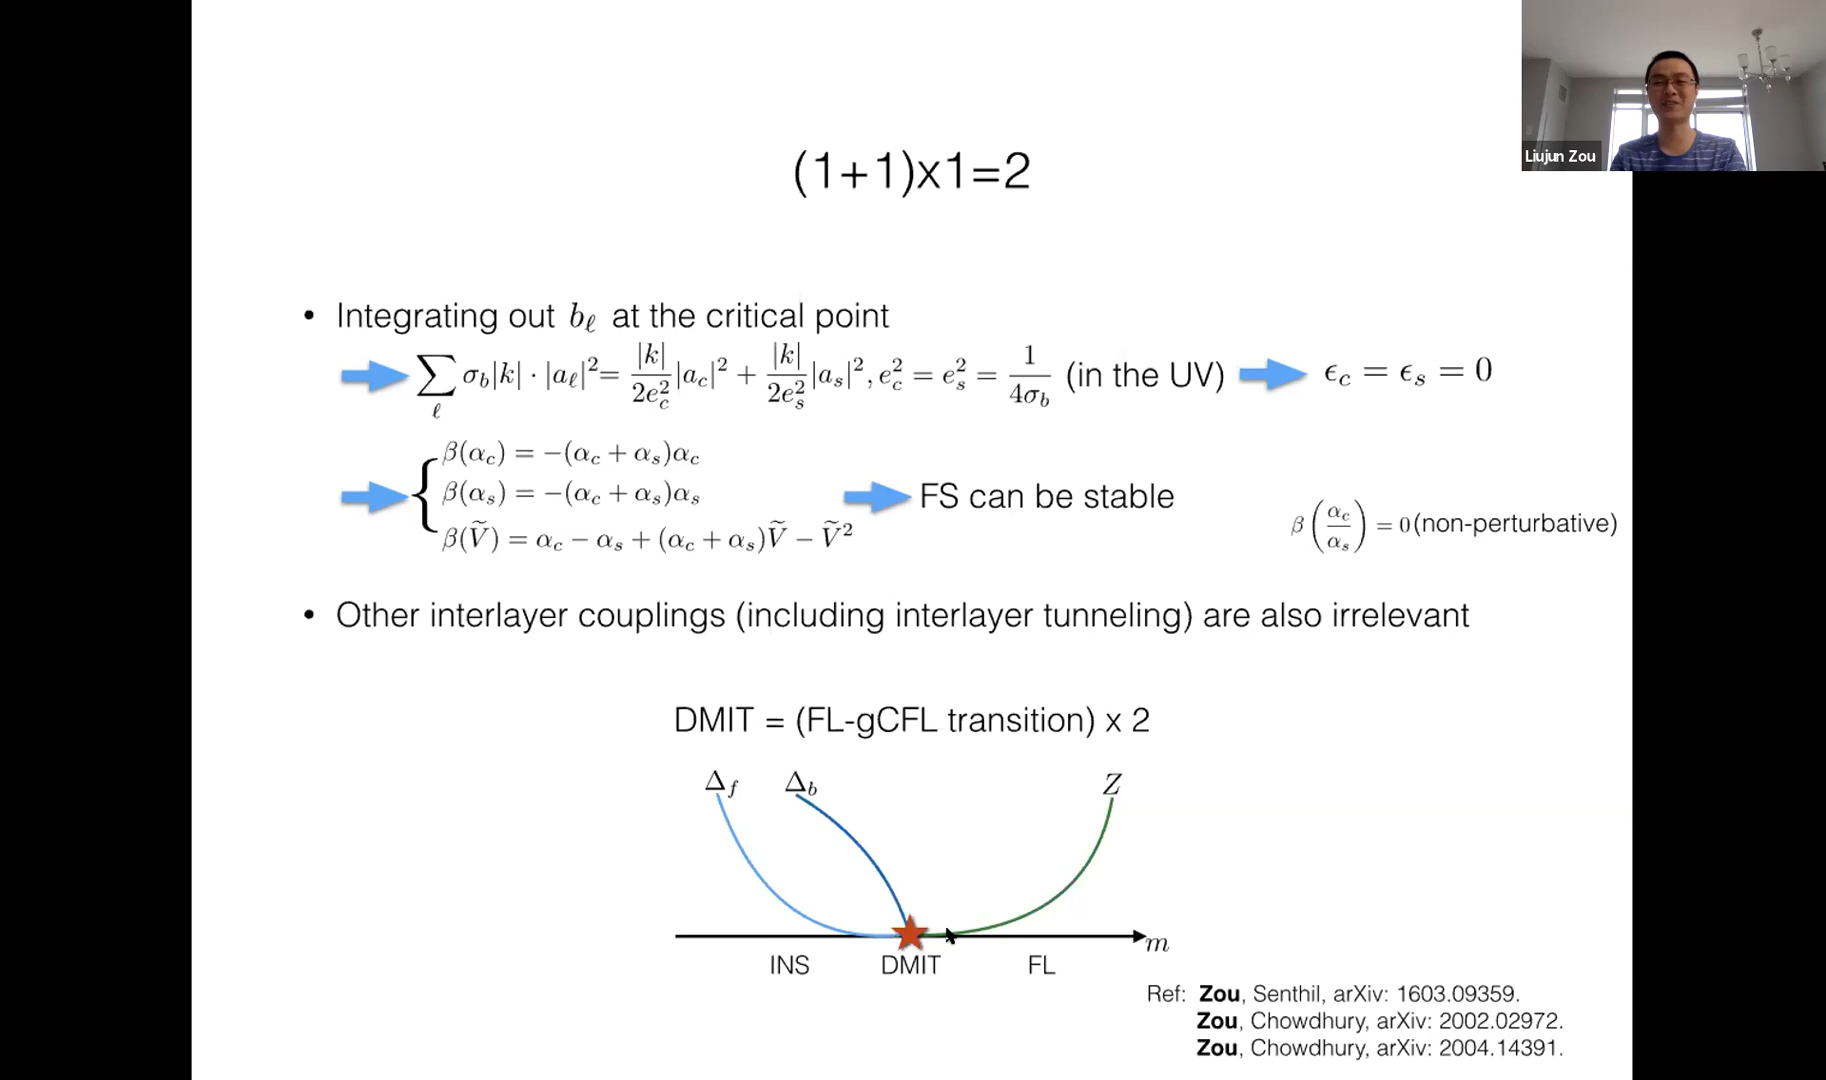 Liujun Zou
(1+1)x1=2
• Integrating out b_ℓ at the critical point
∑_ℓ σ_b|k| · |a_ℓ|² = |k|/(2e_c²) |a_c|² + |k|/(2e_s²) |a_s|², e_c² = e_s² = 1/(4σ_b) (in the UV) ϵ_c = ϵ_s = 0
β(α_c) = −(α_c + α_s)α_c
β(α_s) = −(α_c + α_s)α_s
β(Ṽ) = α_c − α_s + (α_c + α_s)Ṽ − Ṽ²
FS can be stable
β(α_c/α_s) = 0 (non-perturbative)
• Other interlayer couplings (including interlayer tunneling) are also irrelevant
DMIT = (FL-gCFL transition) x 2
Δ_f Δ_b Z
m
INS DMIT FL
Ref: Zou, Senthil, arXiv: 1603.09359.
Zou, Chowdhury, arXiv: 2002.02972.
Zou, Chowdhury, arXiv: 2004.14391.